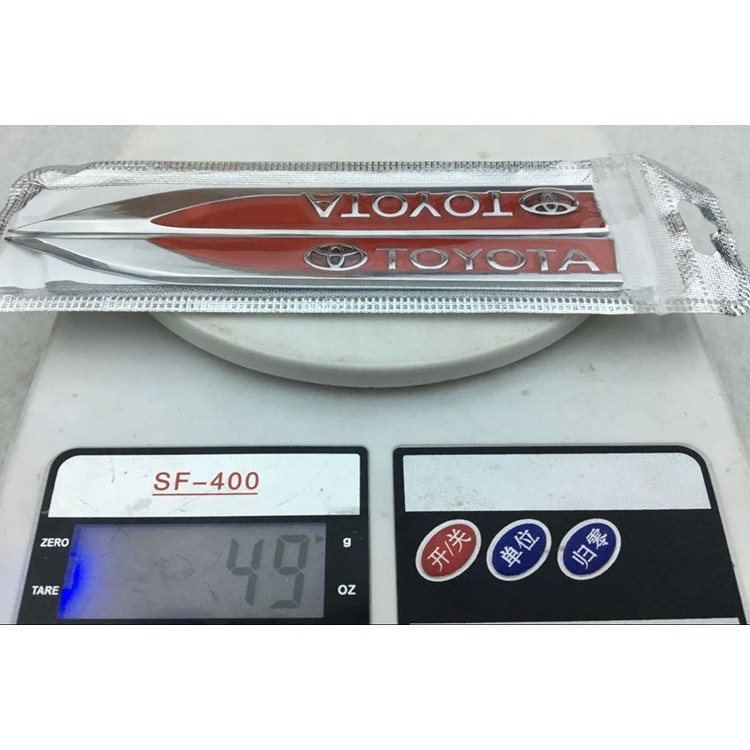 TOYOTA
TOYOTA
SF-400
ZERO
g
49
TARE
OZ
开/关
单位
归零